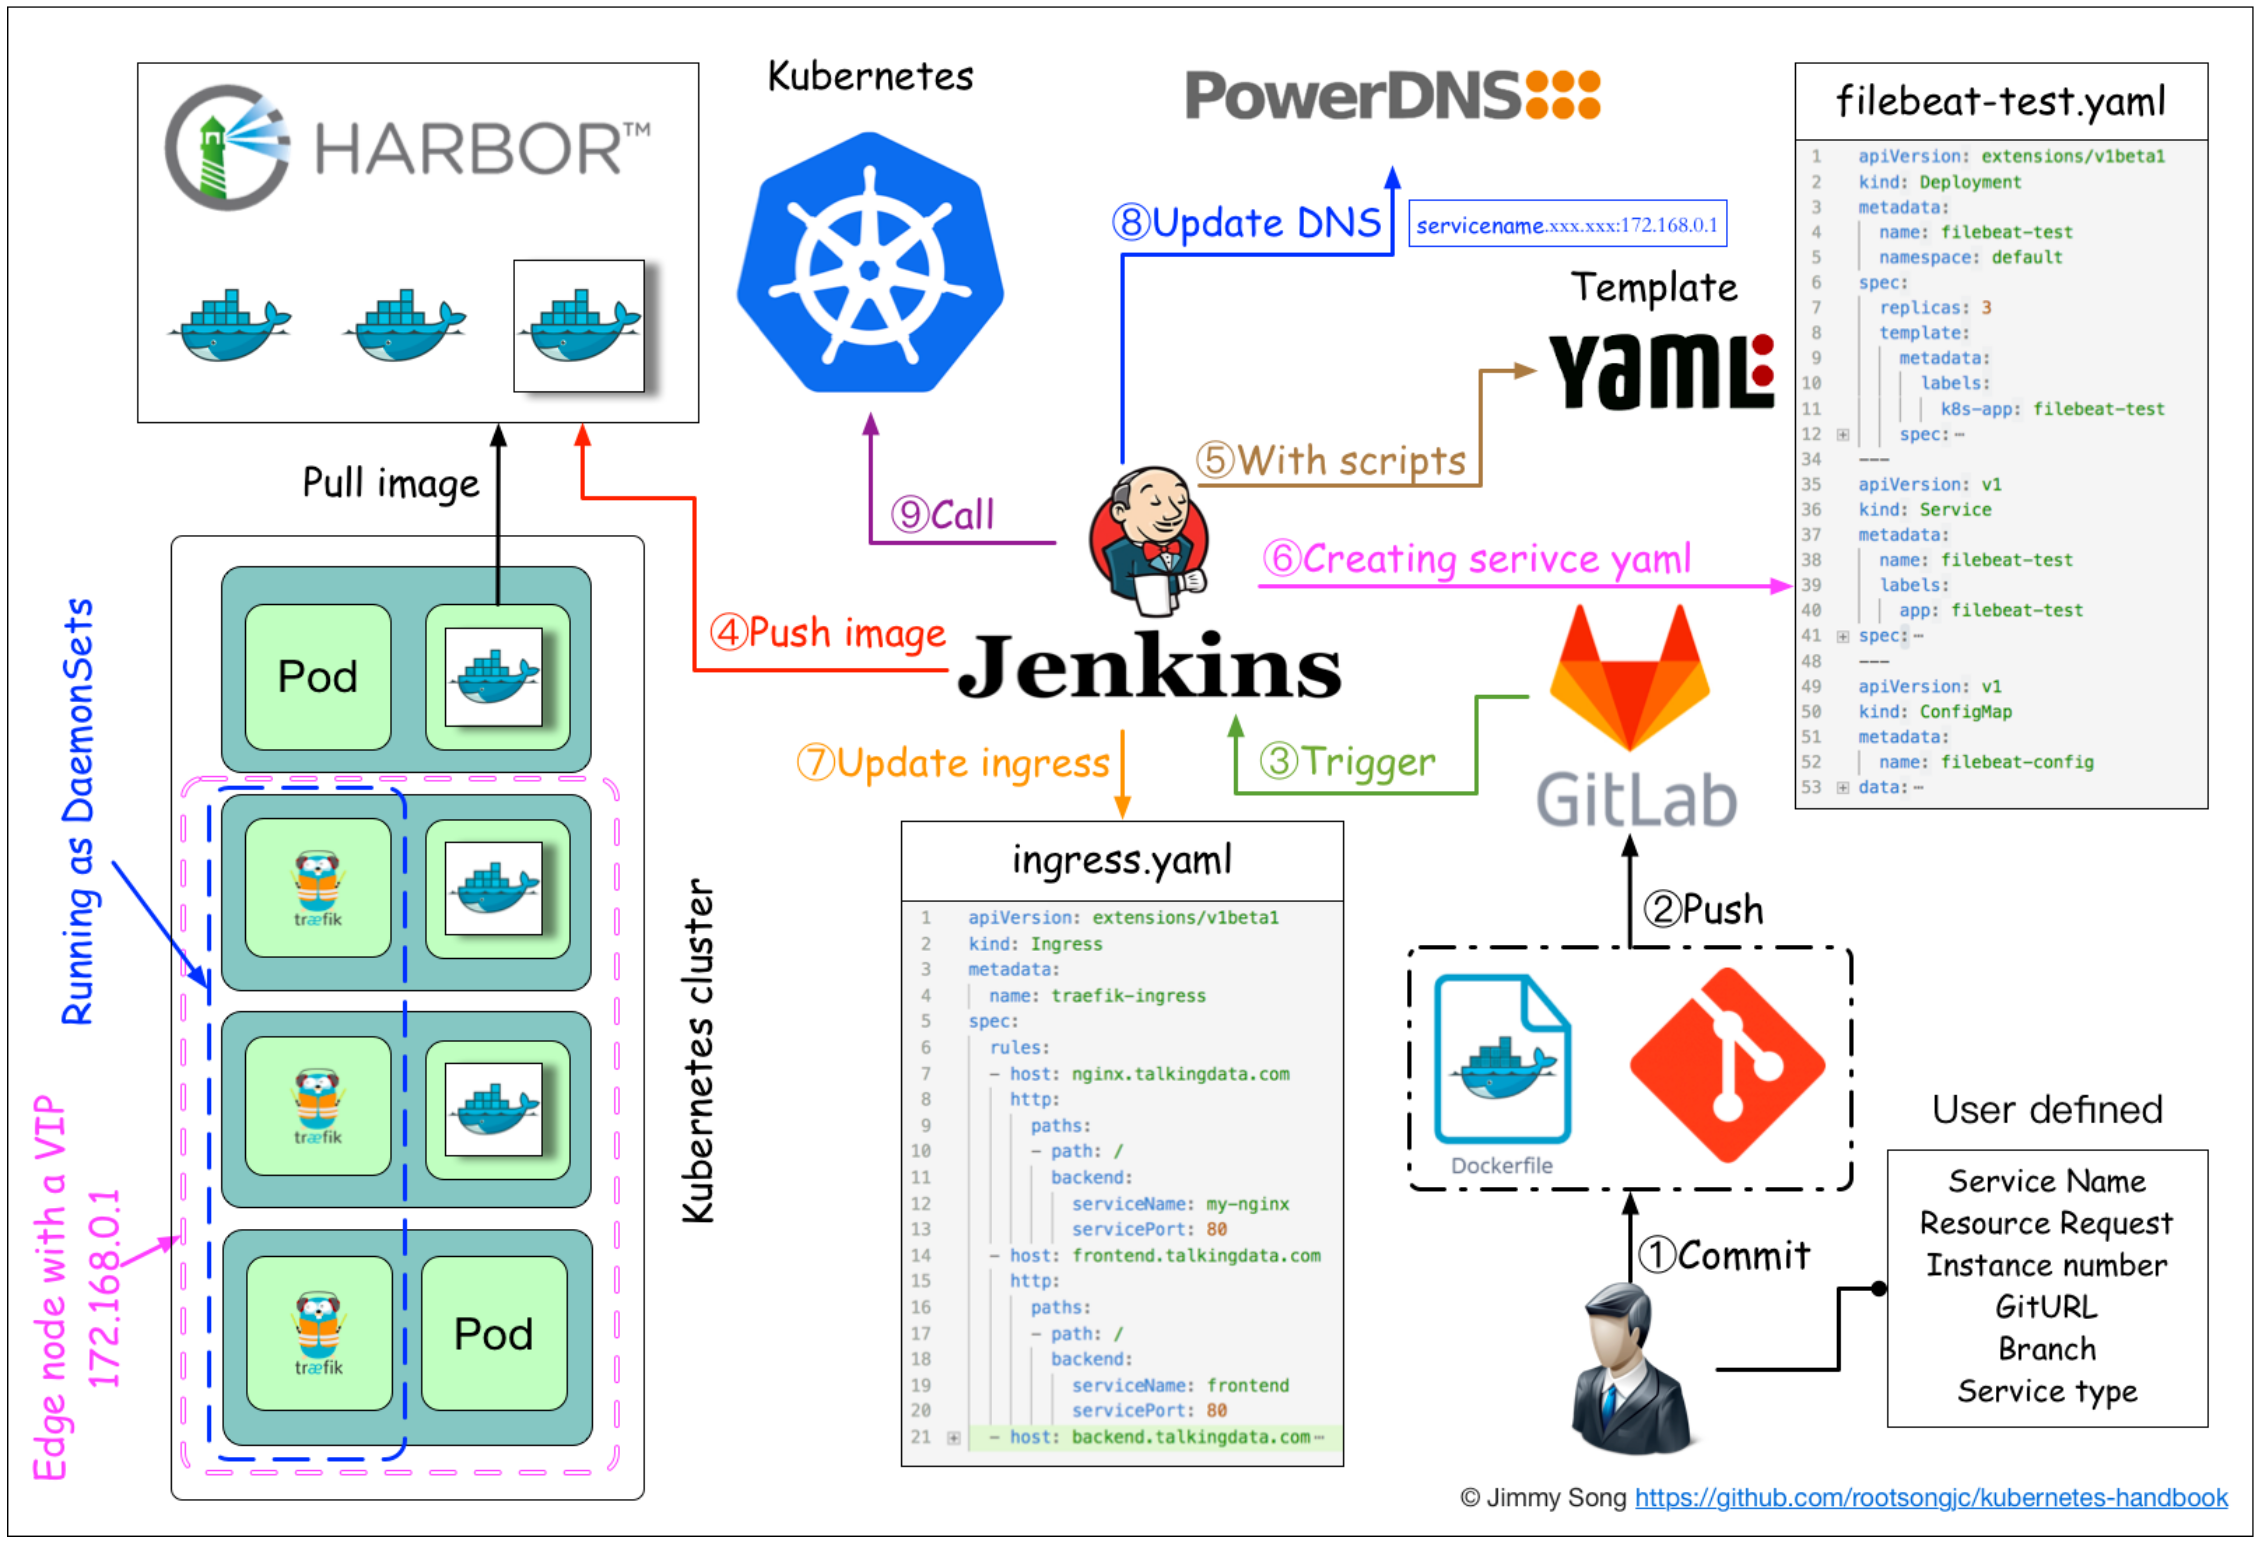 HARBOR™
Kubernetes
PowerDNS
⑧Update DNS
servicename.xxx.xxx:172.168.0.1
Template
YAML
⑤With scripts
⑨Call
⑥Creating serivce yaml
Pull image
④Push image
Jenkins
⑦Update ingress
③Trigger
GitLab
②Push
Dockerfile
①Commit
User defined
Service Name
Resource Request
Instance number
GitURL
Branch
Service type
filebeat-test.yaml
1 apiVersion: extensions/v1beta1
2 kind: Deployment
3 metadata:
4 name: filebeat-test
5 namespace: default
6 spec:
7 replicas: 3
8 template:
9 metadata:
10 labels:
11 k8s-app: filebeat-test
12 spec:⋯
34 ---
35 apiVersion: v1
36 kind: Service
37 metadata:
38 name: filebeat-test
39 labels:
40 app: filebeat-test
41 spec:⋯
48 ---
49 apiVersion: v1
50 kind: ConfigMap
51 metadata:
52 name: filebeat-config
53 data:⋯
ingress.yaml
1 apiVersion: extensions/v1beta1
2 kind: Ingress
3 metadata:
4 name: traefik-ingress
5 spec:
6 rules:
7 - host: nginx.talkingdata.com
8 http:
9 paths:
10 - path: /
11 backend:
12 serviceName: my-nginx
13 servicePort: 80
14 - host: frontend.talkingdata.com
15 http:
16 paths:
17 - path: /
18 backend:
19 serviceName: frontend
20 servicePort: 80
21 - host: backend.talkingdata.com⋯
Running as DaemonSets
Edge node with a VIP
172.168.0.1
Kubernetes cluster
Pod
træfik
træfik
træfik
Pod
© Jimmy Song https://github.com/rootsongjc/kubernetes-handbook